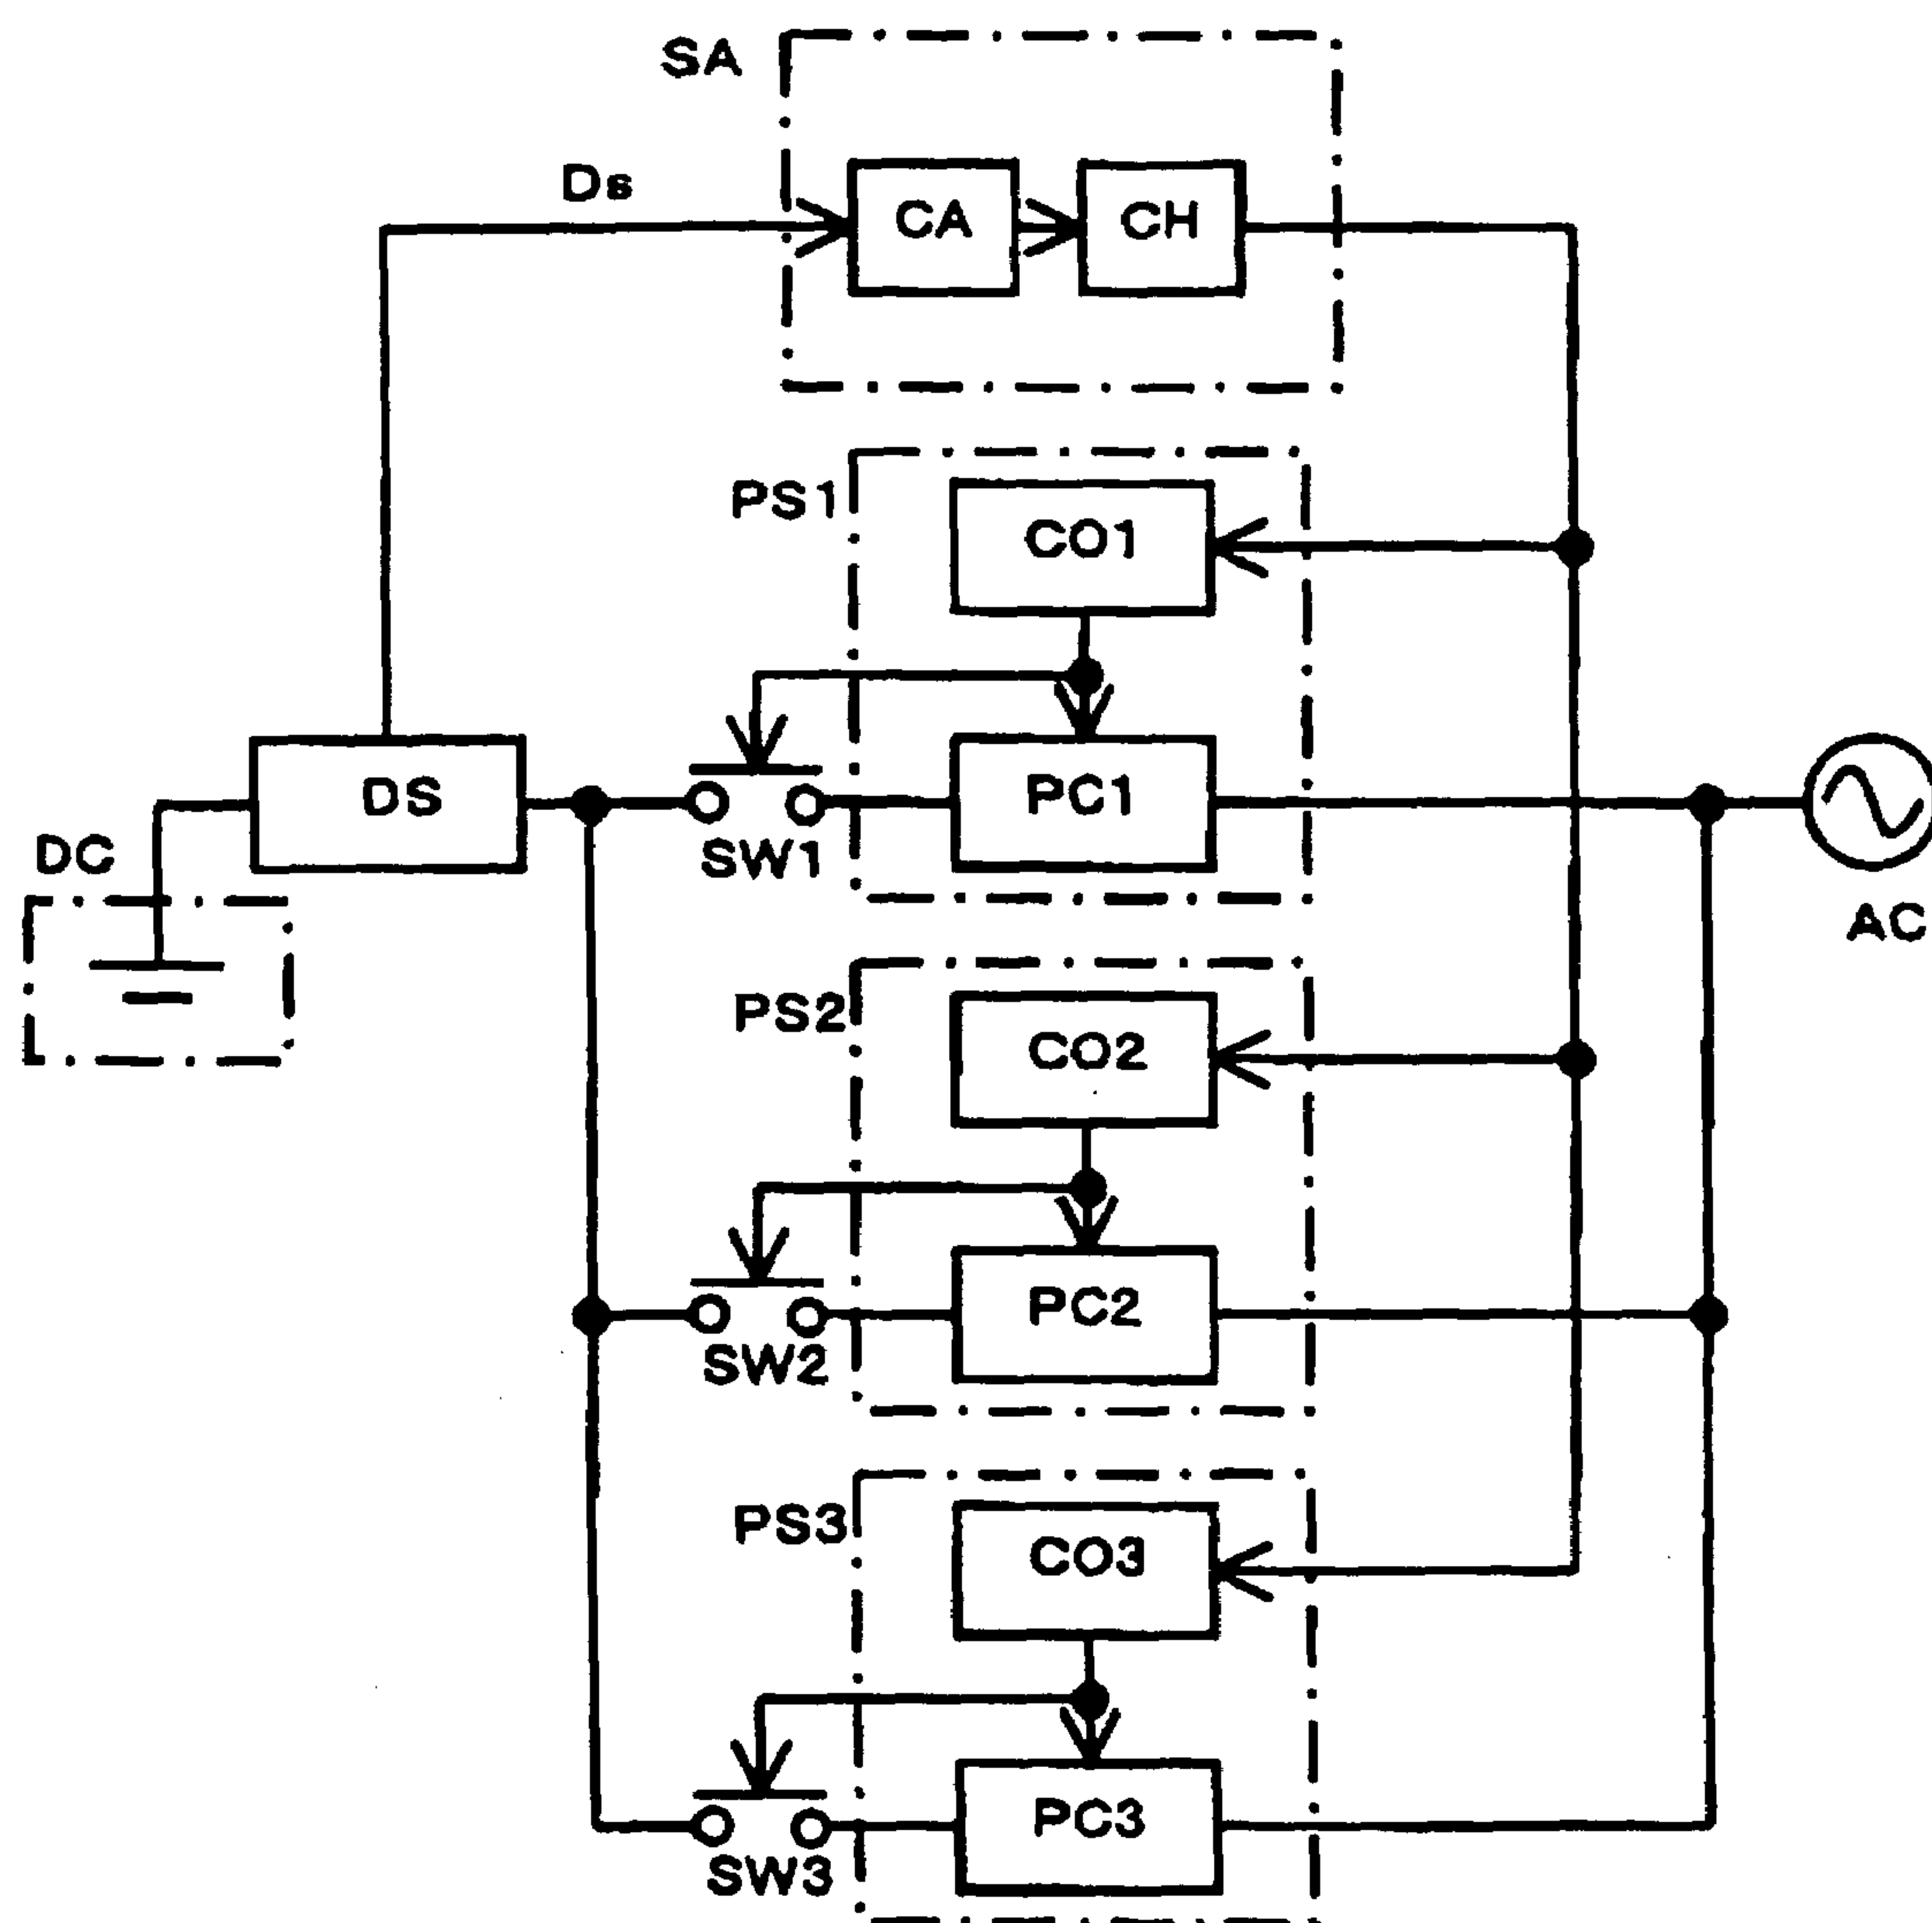 SA
Ds
CA
CH
PS1
CO1
DS
PC1
SW1
DC
AC
PS2
CO2
PC2
SW2
PS3
CO3
PC3
SW3